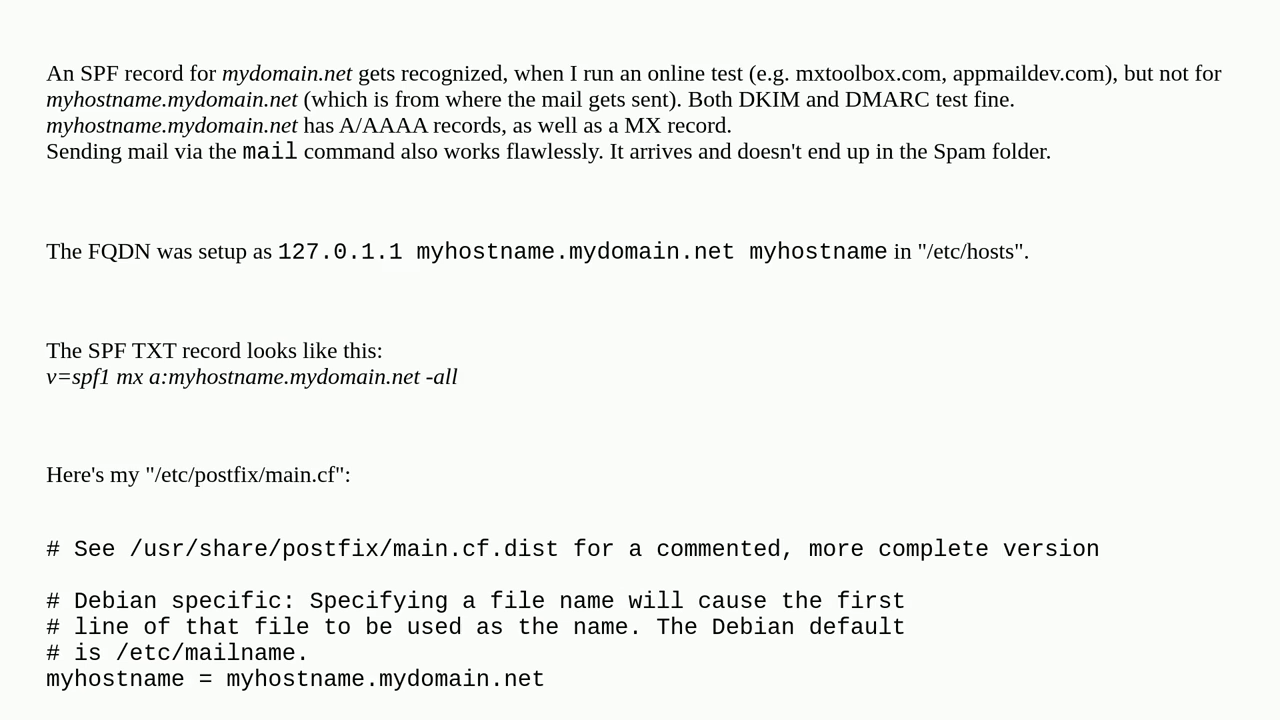 An SPF record for mydomain.net gets recognized, when I run an online test (e.g. mxtoolbox.com, appmaildev.com), but not for
myhostname.mydomain.net (which is from where the mail gets sent). Both DKIM and DMARC test fine.
myhostname.mydomain.net has A/AAAA records, as well as a MX record.
Sending mail via the mail command also works flawlessly. It arrives and doesn't end up in the Spam folder.
The FQDN was setup as 127.0.1.1 myhostname.mydomain.net myhostname in "/etc/hosts".
The SPF TXT record looks like this:
v=spf1 mx a:myhostname.mydomain.net -all
Here's my "/etc/postfix/main.cf":
# See /usr/share/postfix/main.cf.dist for a commented, more complete version
# Debian specific: Specifying a file name will cause the first
# line of that file to be used as the name. The Debian default
# is /etc/mailname.
myhostname = myhostname.mydomain.net